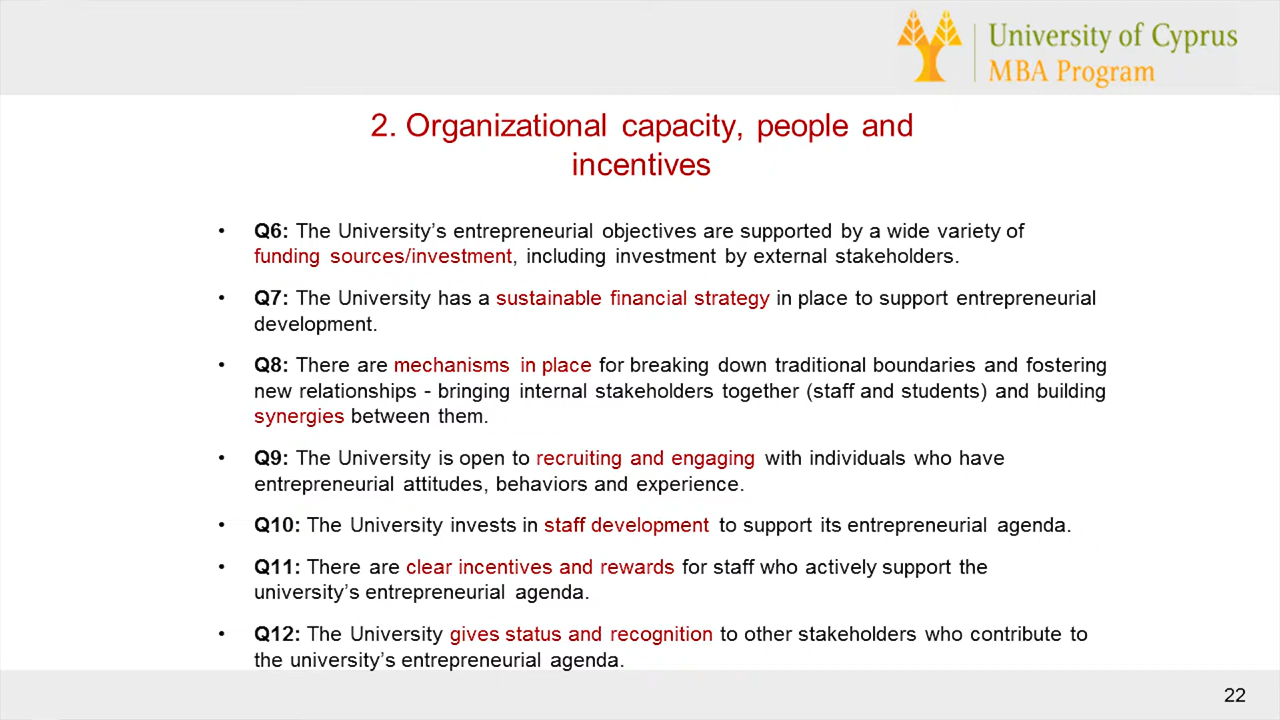 University of Cyprus
MBA Program
2. Organizational capacity, people and
incentives
• Q6: The University’s entrepreneurial objectives are supported by a wide variety of
funding sources/investment, including investment by external stakeholders.
• Q7: The University has a sustainable financial strategy in place to support entrepreneurial
development.
• Q8: There are mechanisms in place for breaking down traditional boundaries and fostering
new relationships - bringing internal stakeholders together (staff and students) and building
synergies between them.
• Q9: The University is open to recruiting and engaging with individuals who have
entrepreneurial attitudes, behaviors and experience.
• Q10: The University invests in staff development to support its entrepreneurial agenda.
• Q11: There are clear incentives and rewards for staff who actively support the
university’s entrepreneurial agenda.
• Q12: The University gives status and recognition to other stakeholders who contribute to
the university’s entrepreneurial agenda.
22